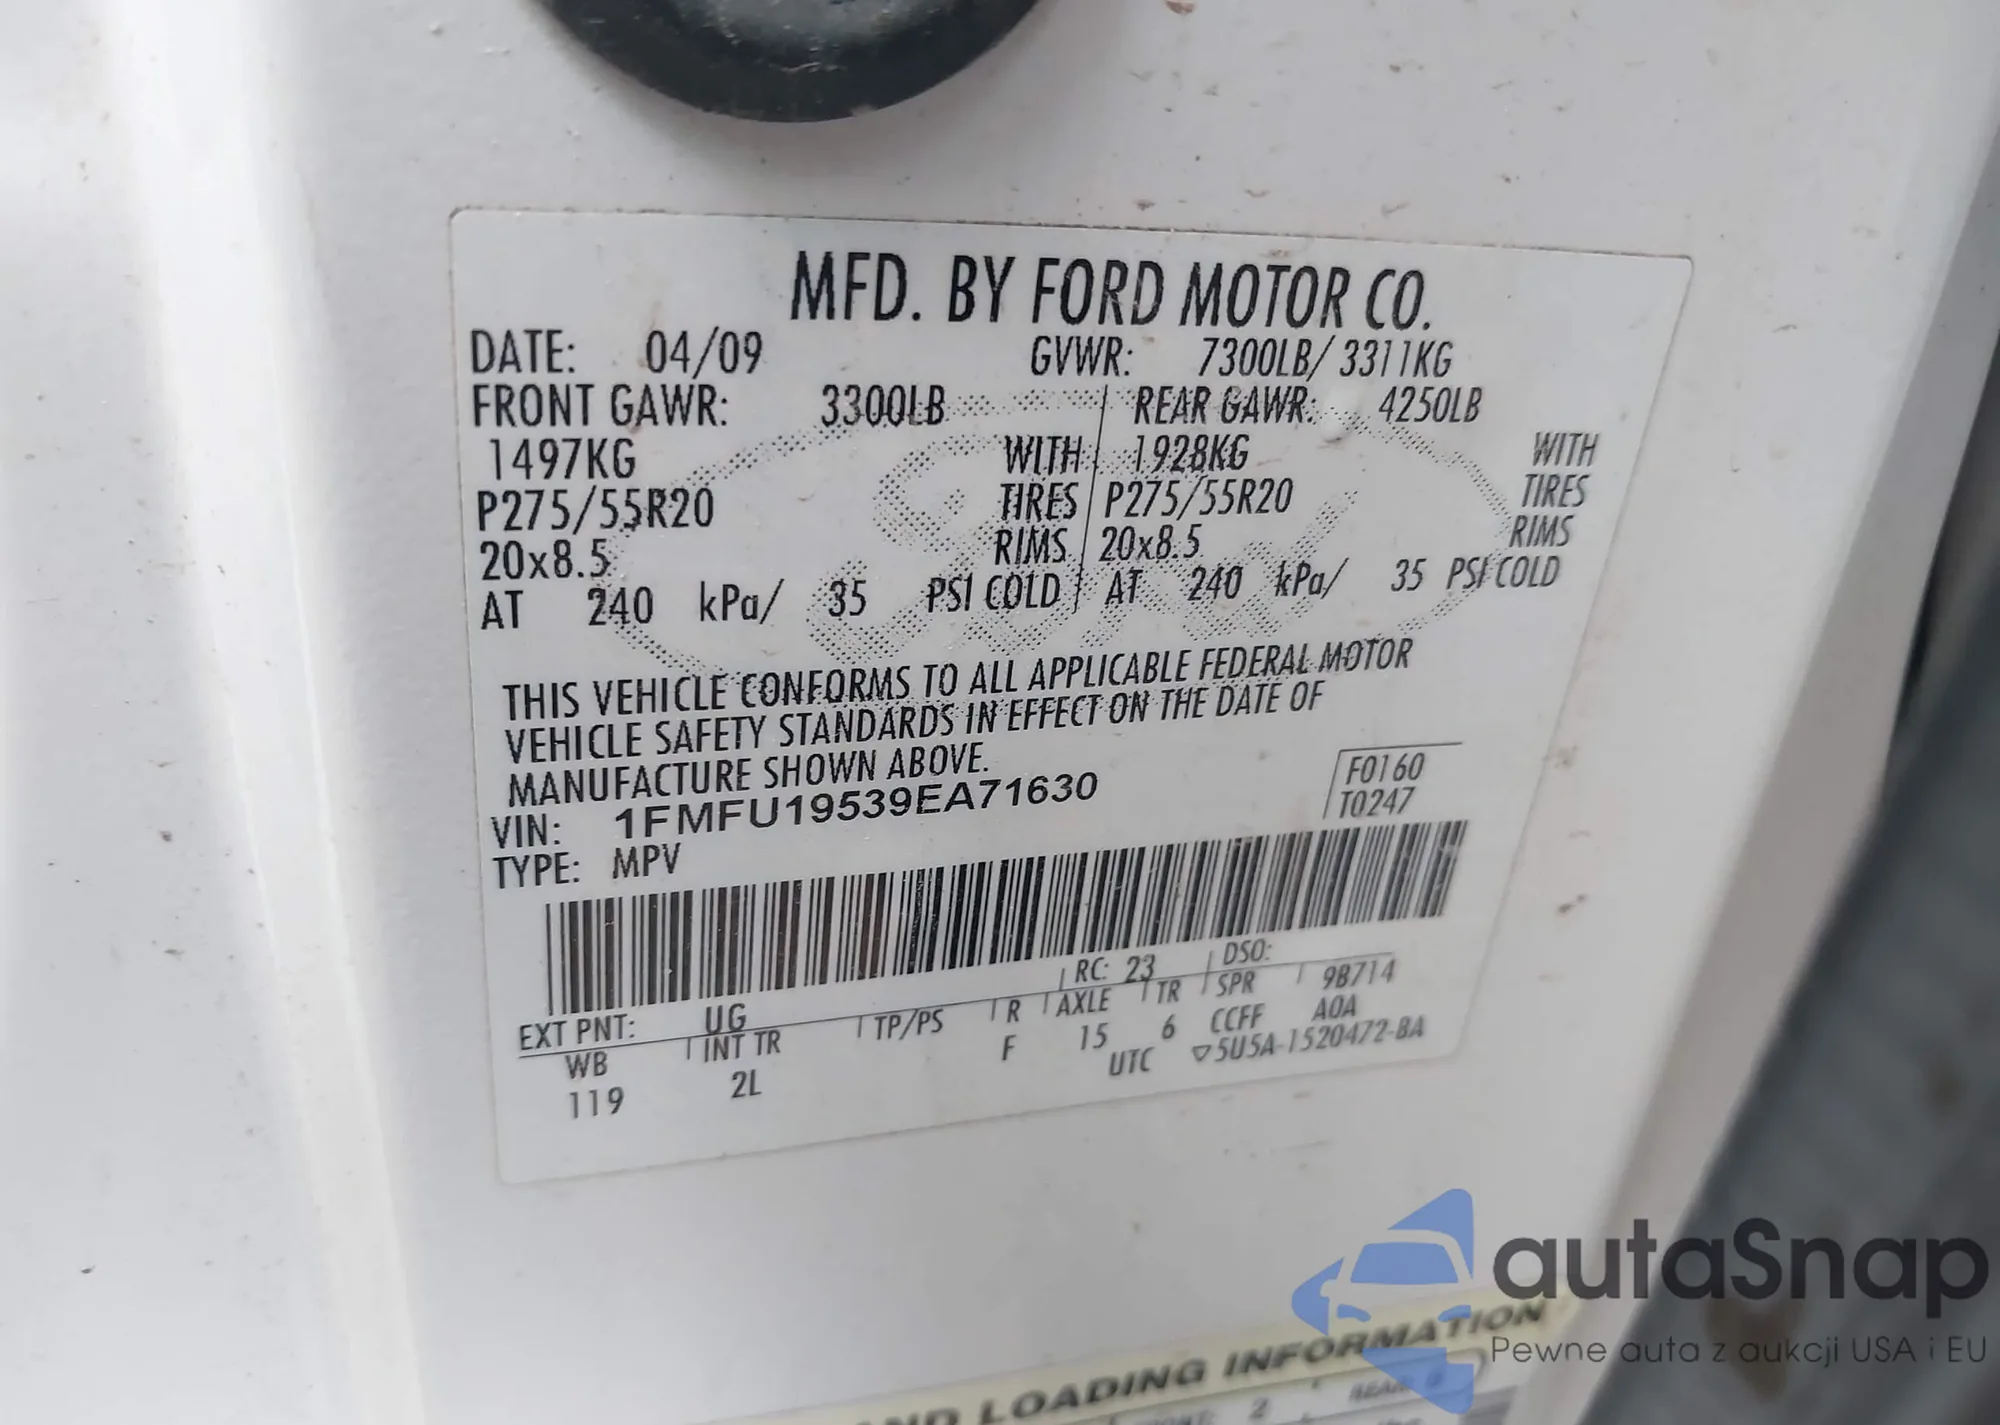 MFD. BY FORD MOTOR CO.
DATE: 04/09 GVWR: 7300LB/ 3311KG
FRONT GAWR: 3300LB REAR GAWR: 4250LB
1497KG WITH 1928KG WITH
P275/55R20 TIRES P275/55R20 TIRES
20x8.5 RIMS 20x8.5 RIMS
AT 240 kPa/ 35 PSI COLD AT 240 kPa/ 35 PSI COLD
THIS VEHICLE CONFORMS TO ALL APPLICABLE FEDERAL MOTOR
VEHICLE SAFETY STANDARDS IN EFFECT ON THE DATE OF
MANUFACTURE SHOWN ABOVE.
VIN: 1FMFU19539EA71630
F0160
T0247
TYPE: MPV
EXT PNT: UG RC: 23 DSO:
WB INT TR TP/PS R AXLE TR SPR 9B714
119 2L F 15 6 CCFF A0A
UTC ▽5U5A-1520472-BA
autaSnap
Pewne auta z aukcji USA i EU
AND LOADING INFORMATION
2